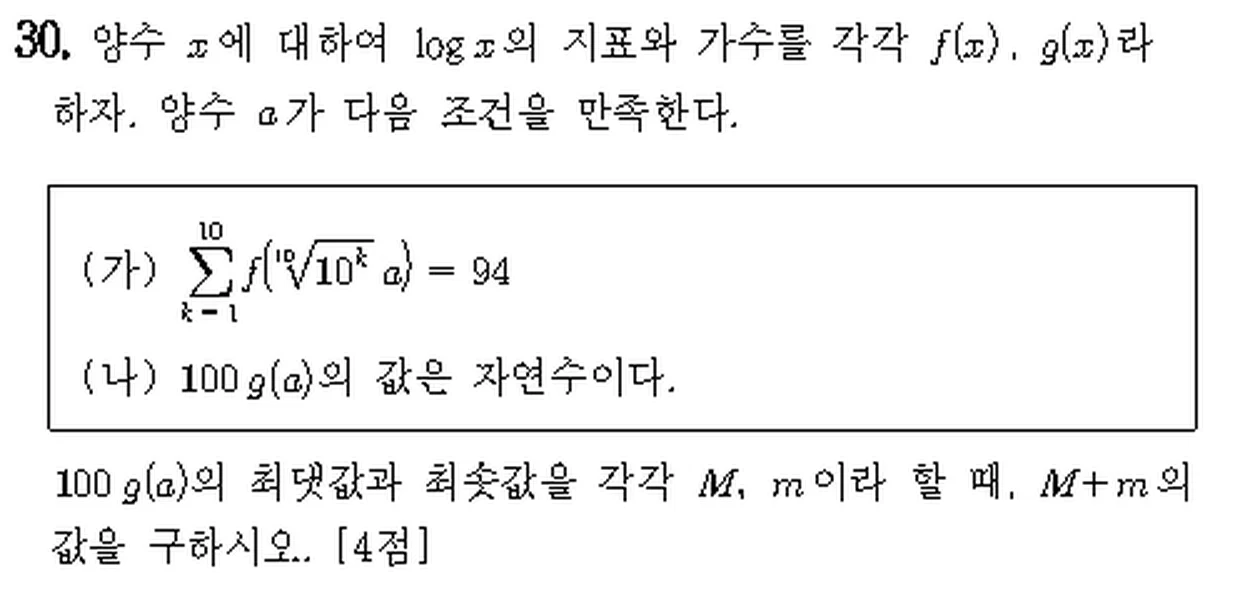 30. 양수 x에 대하여 log x의 지표와 가수를 각각 f(x), g(x)라
하자. 양수 a가 다음 조건을 만족한다.
(가) \sum_{k=1}^{10} f(\sqrt[10]{10^k} a) = 94
(나) 100 g(a)의 값은 자연수이다.
100 g(a)의 최댓값과 최솟값을 각각 M, m이라 할 때, M+m의
값을 구하시오.. [4점]